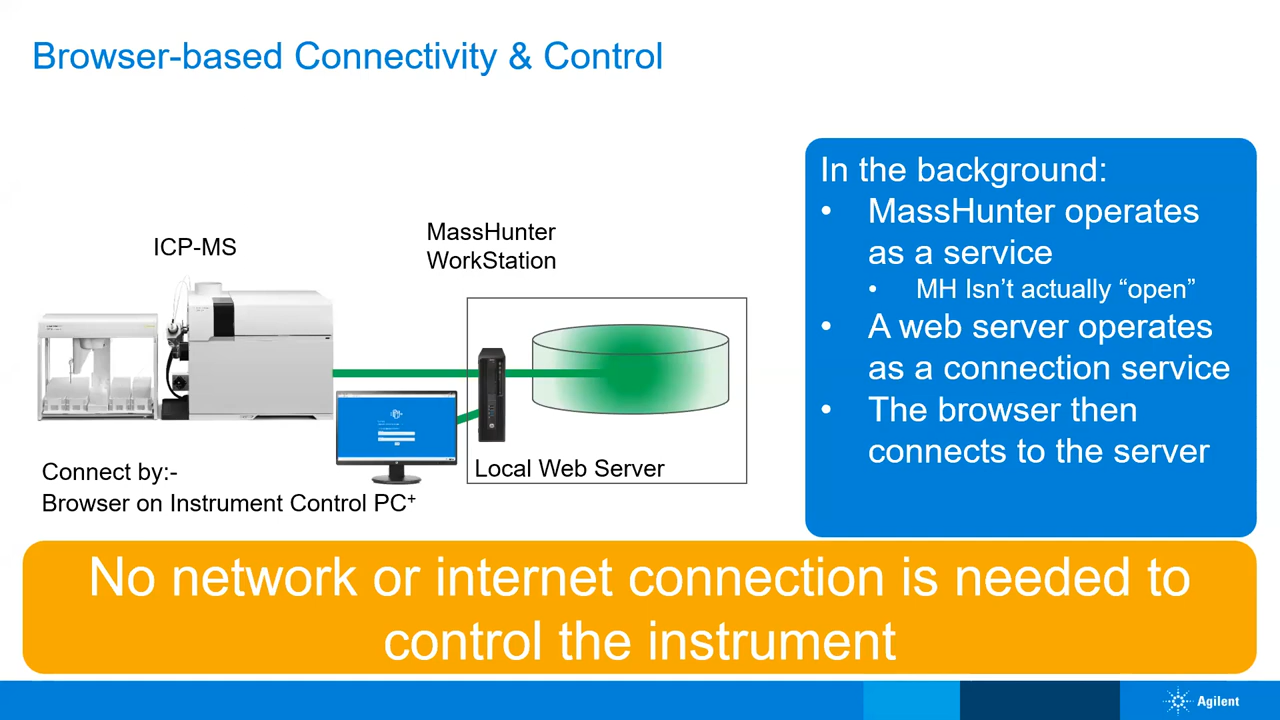 Browser-based Connectivity & Control
ICP-MS
MassHunter
WorkStation
Local Web Server
Connect by:-
Browser on Instrument Control PC⁺
In the background:
• MassHunter operates
as a service
• MH Isn’t actually “open”
• A web server operates
as a connection service
• The browser then
connects to the server
No network or internet connection is needed to
control the instrument
Agilent